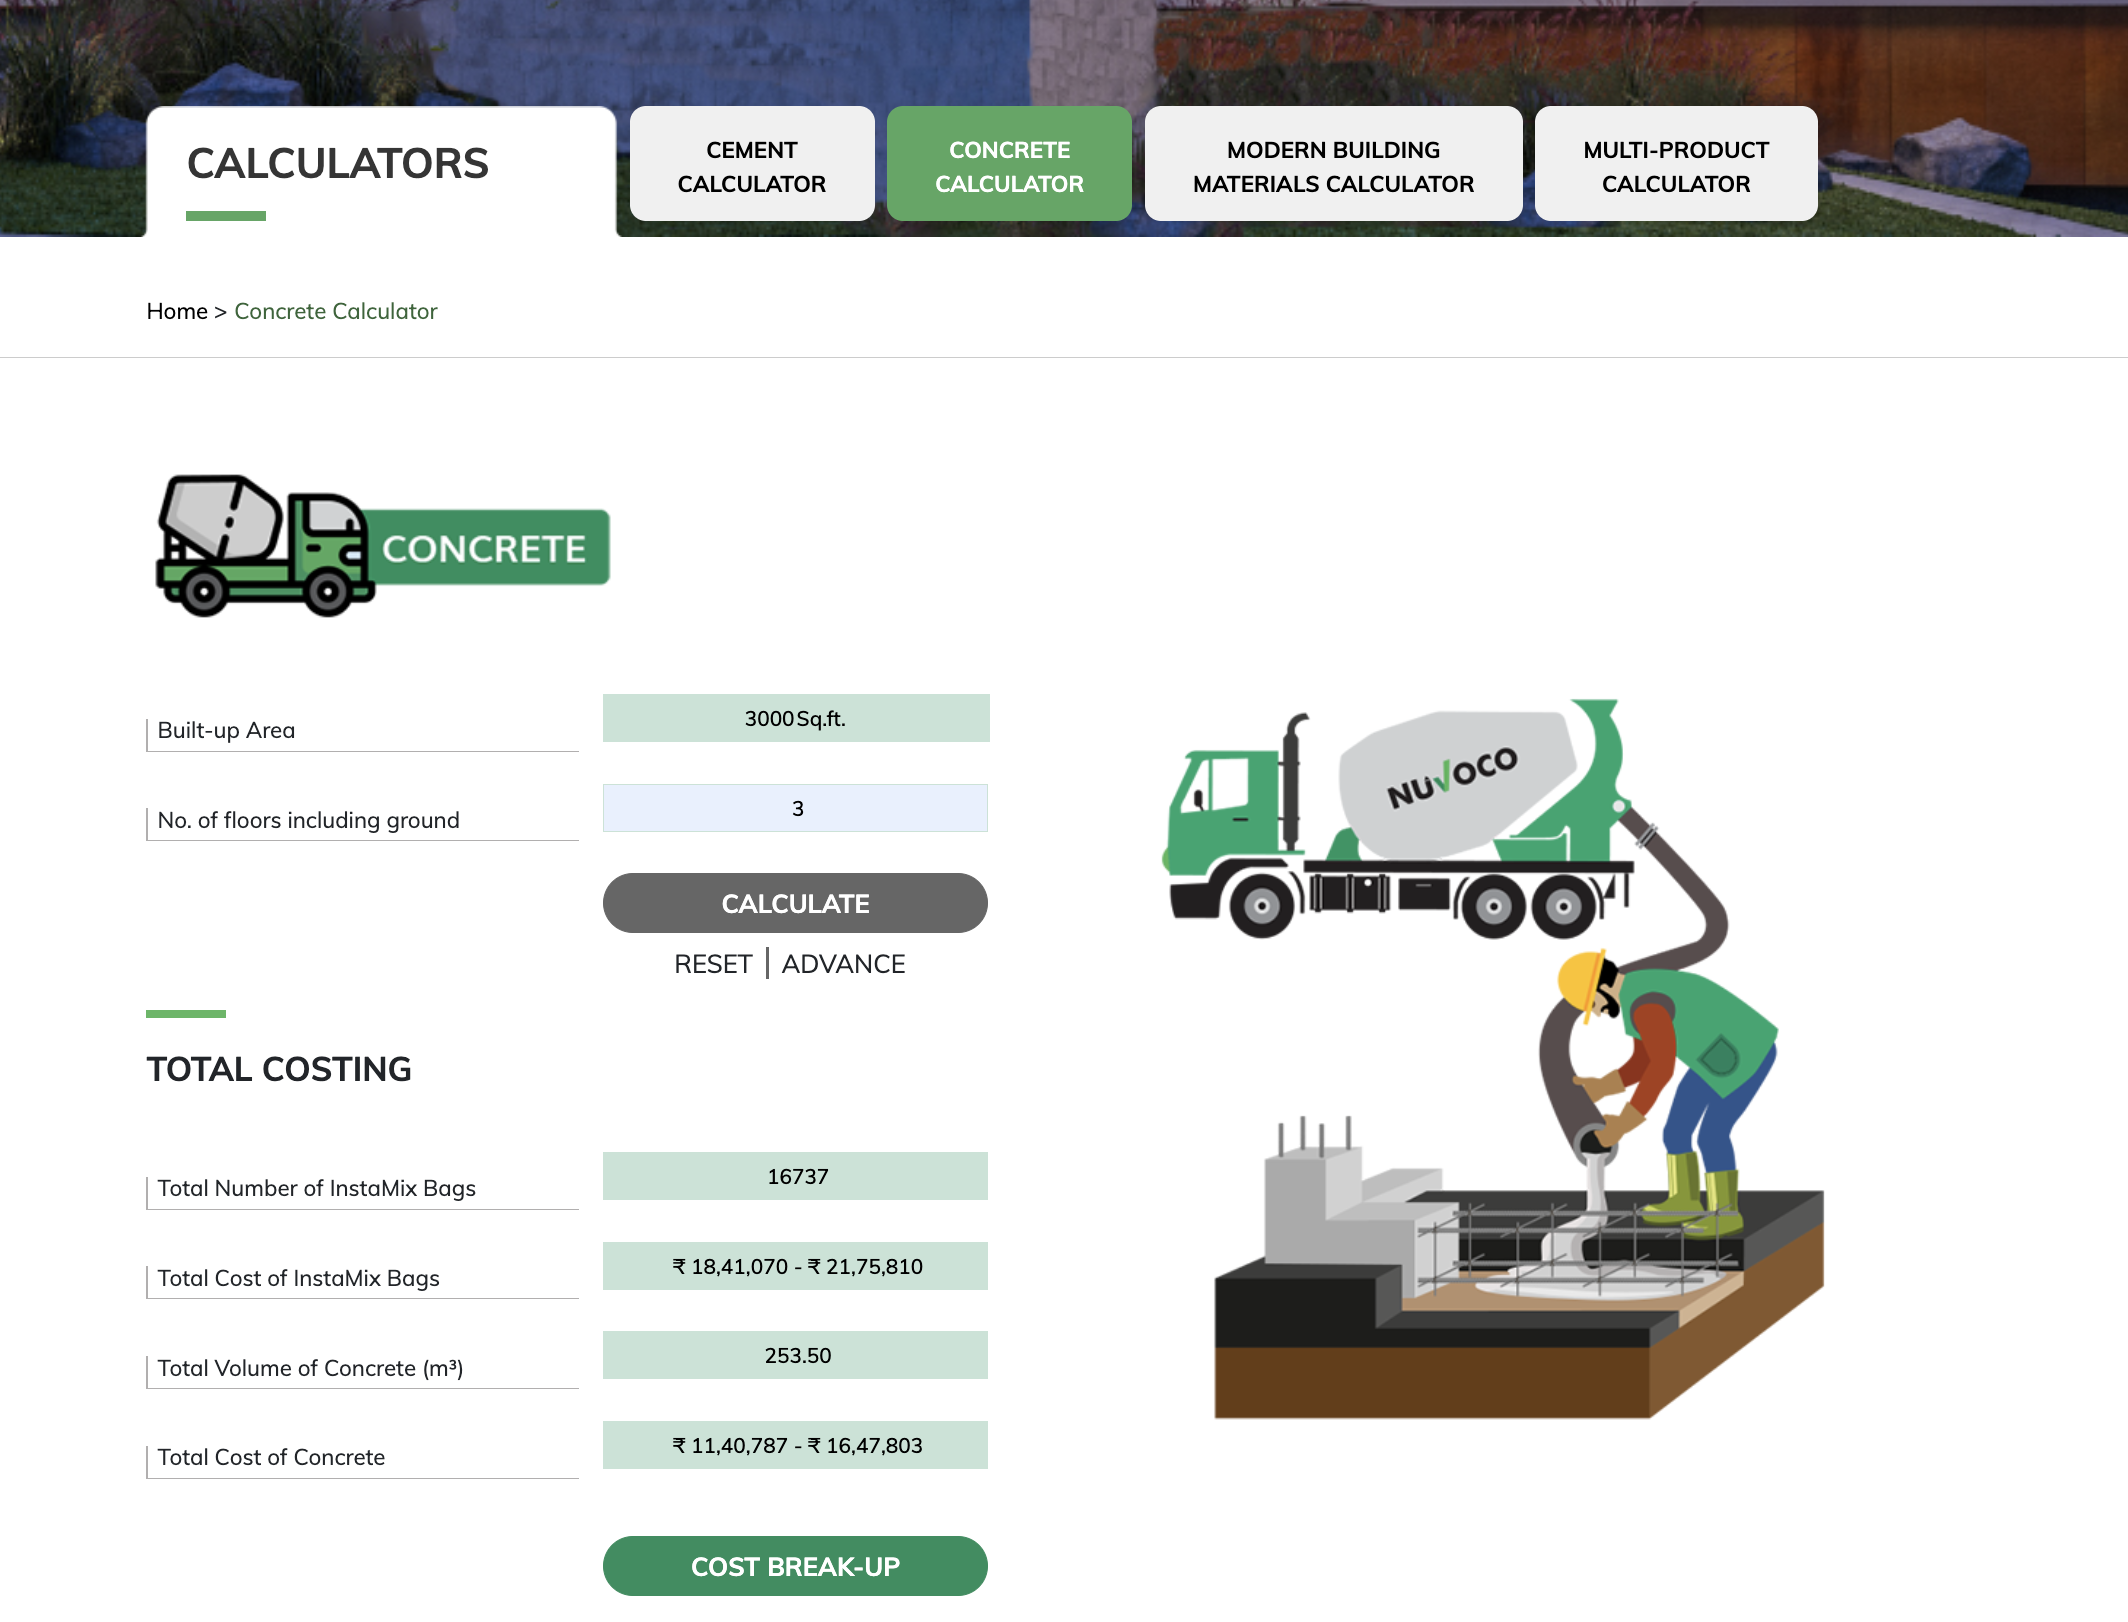 CALCULATORS
CEMENT
CALCULATOR
CONCRETE
CALCULATOR
MODERN BUILDING
MATERIALS CALCULATOR
MULTI-PRODUCT
CALCULATOR
Home > Concrete Calculator
CONCRETE
Built-up Area
3000 Sq.ft.
No. of floors including ground
3
CALCULATE
RESET | ADVANCE
NUVOCO
TOTAL COSTING
Total Number of InstaMix Bags
16737
Total Cost of InstaMix Bags
₹ 18,41,070 - ₹ 21,75,810
Total Volume of Concrete (m³)
253.50
Total Cost of Concrete
₹ 11,40,787 - ₹ 16,47,803
COST BREAK-UP